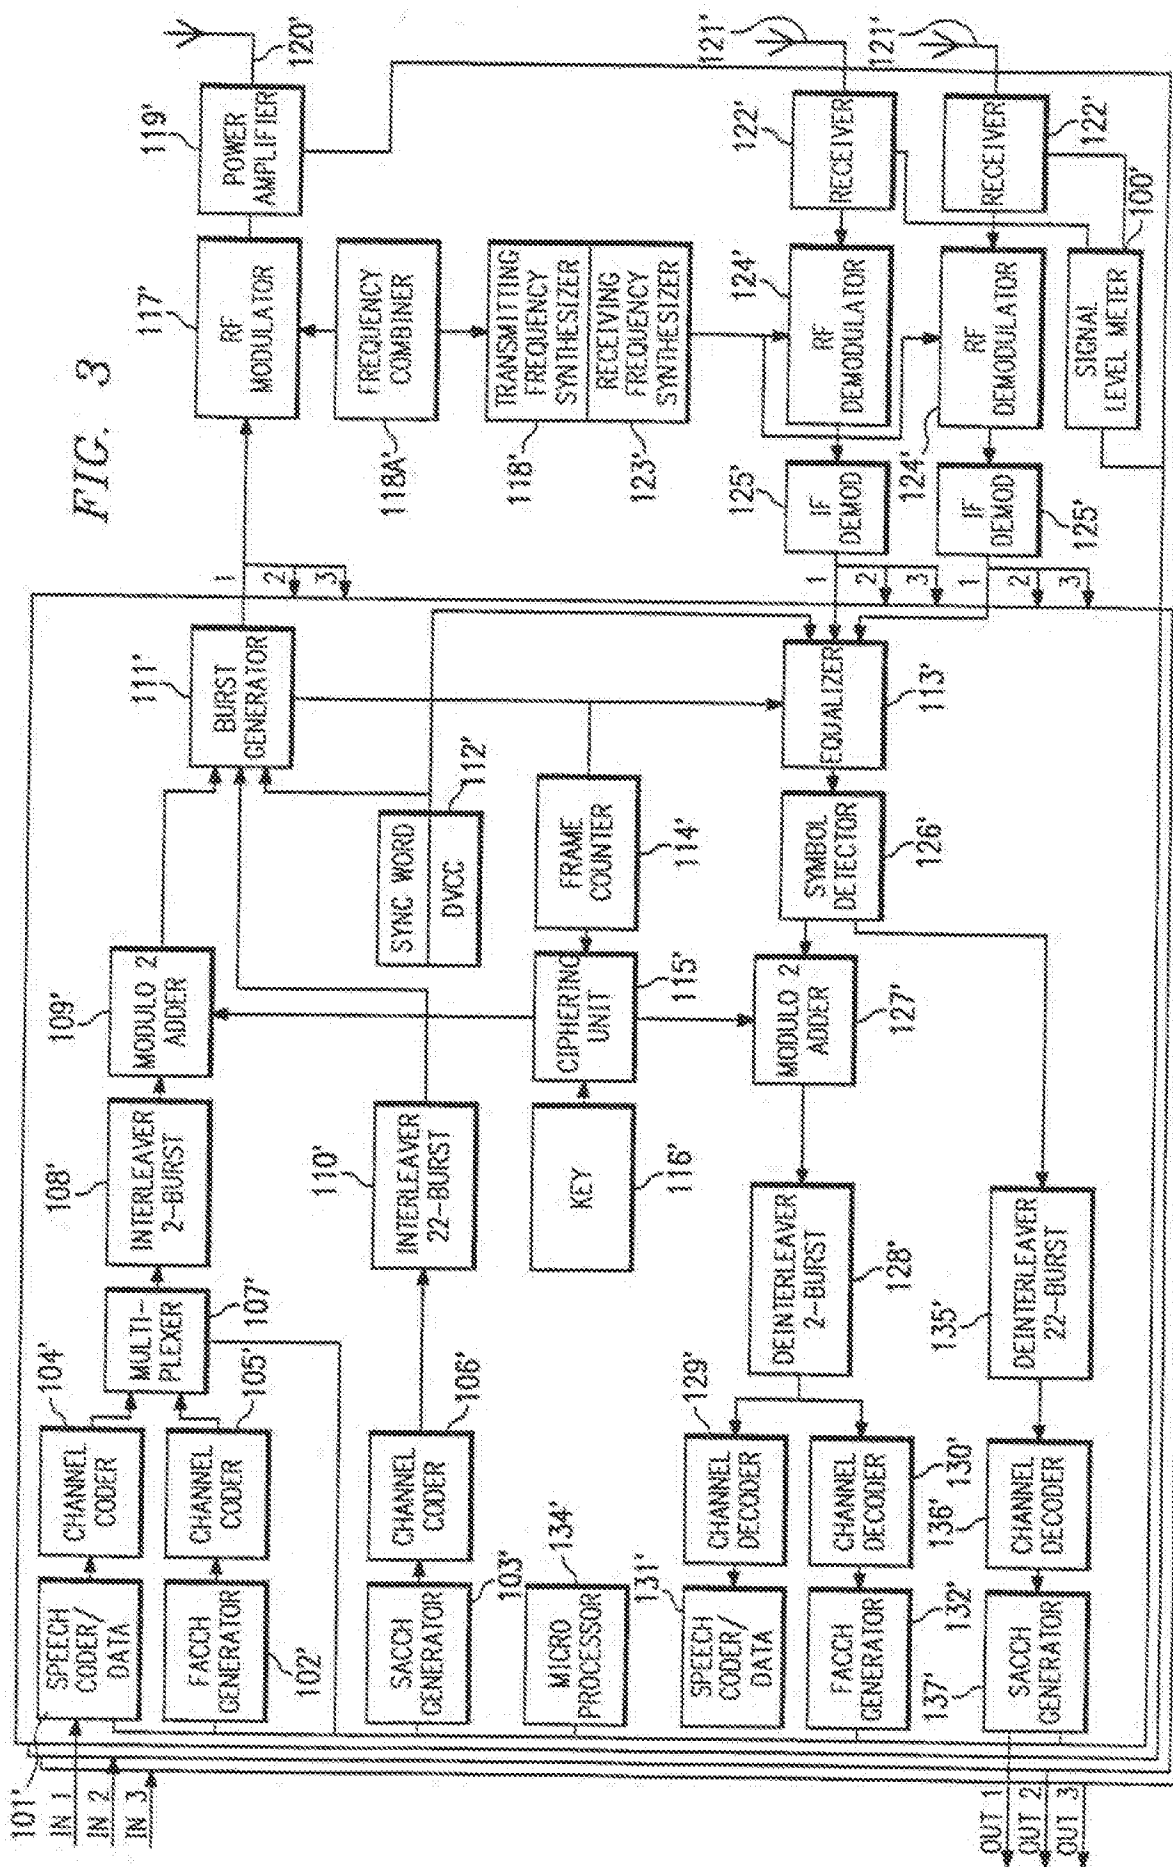 FIG. 3
101'
IN 1
IN 2
IN 3
SPEECH
CODER/
DATA
104'
CHANNEL
CODER
FACCH
GENERATOR
102'
CHANNEL
CODER
105'
MULTI-
PLEXER
107'
108'
INTERLEAVER
2-BURST
109'
MODULO 2
ADDER
111'
BURST
GENERATOR
1
2
3
117'
RF
MODULATOR
119'
POWER
AMPLIFIER
120'
SACCH
GENERATOR
103'
CHANNEL
CODER
106'
110'
INTERLEAVER
22-BURST
SYNC WORD
DVCC
112'
FREQUENCY
COMBINER
118A'
MICRO
PROCESSOR
134'
KEY
116'
CIPHERING
UNIT
115'
FRAME
COUNTER
114'
TRANSMITTING
FREQUENCY
SYNTHESIZER
118'
RECEIVING
FREQUENCY
SYNTHESIZER
123'
131'
SPEECH
CODER/
DATA
129'
CHANNEL
DECODER
DEINTERLEAVER
2-BURST
128'
MODULO 2
ADDER
127'
SYMBOL
DETECTOR
126'
EQUALIZER
113'
1
2
3
125'
IF
DEMOD
124'
RF
DEMODULATOR
122'
RECEIVER
121'
FACCH
GENERATOR
132'
CHANNEL
DECODER
130'
1
2
3
IF
DEMOD
125'
124'
RF
DEMODULATOR
RECEIVER
122'
121'
137'
SACCH
GENERATOR
136'
CHANNEL
DECODER
135'
DEINTERLEAVER
22-BURST
SIGNAL
LEVEL METER
100'
OUT 1
OUT 2
OUT 3